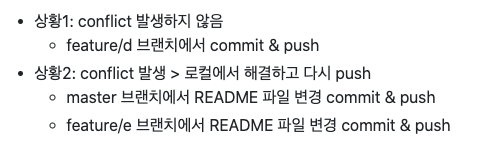 • 상황1: conflict 발생하지 않음
◦ feature/d 브랜치에서 commit & push
• 상황2: conflict 발생 > 로컬에서 해결하고 다시 push
◦ master 브랜치에서 README 파일 변경 commit & push
◦ feature/e 브랜치에서 README 파일 변경 commit & push